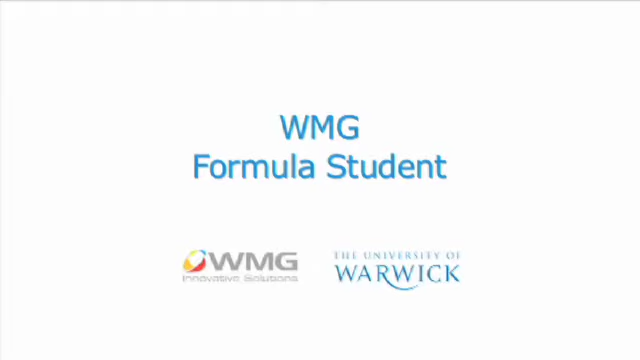 WMG
Formula Student
WMG
Innovative Solutions
THE UNIVERSITY OF
WARWICK